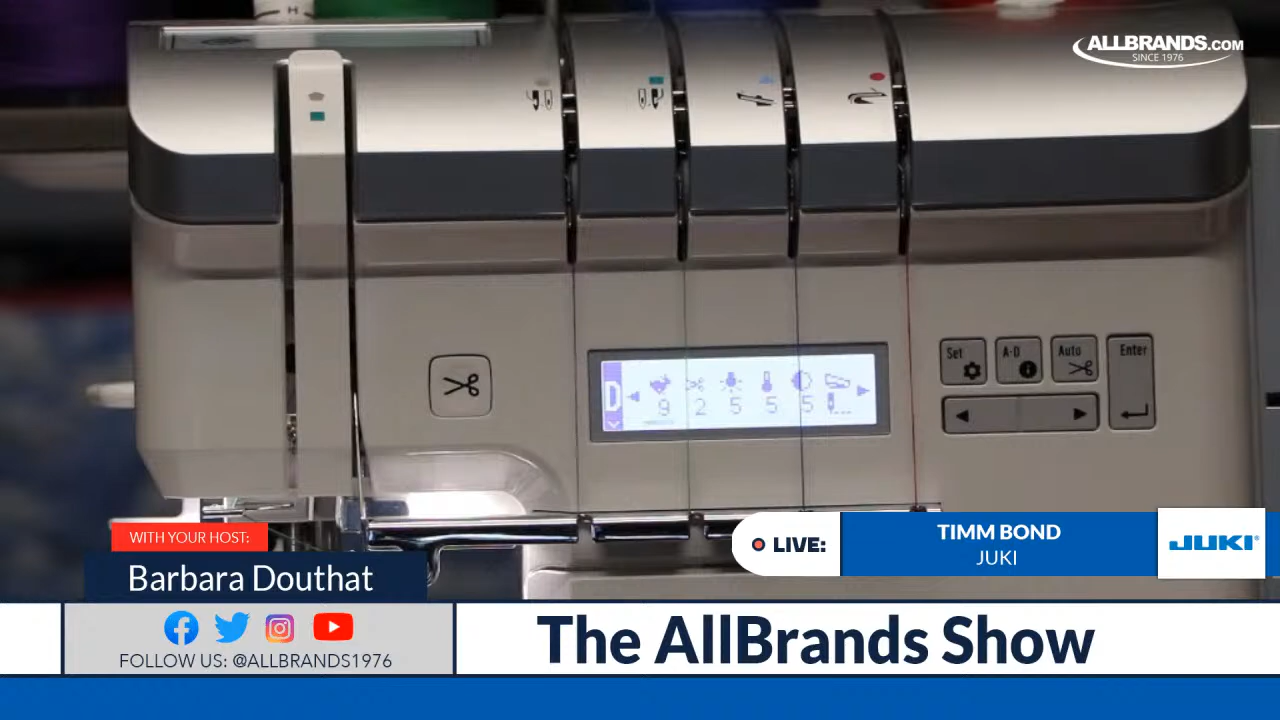 H
ALLBRANDS.COM
SINCE 1976
Set
A-D
Auto
Enter
D
9 2 5 5 5
WITH YOUR HOST:
Barbara Douthat
LIVE:
TIMM BOND
JUKI
JUKI
FOLLOW US: @ALLBRANDS1976
The AllBrands Show